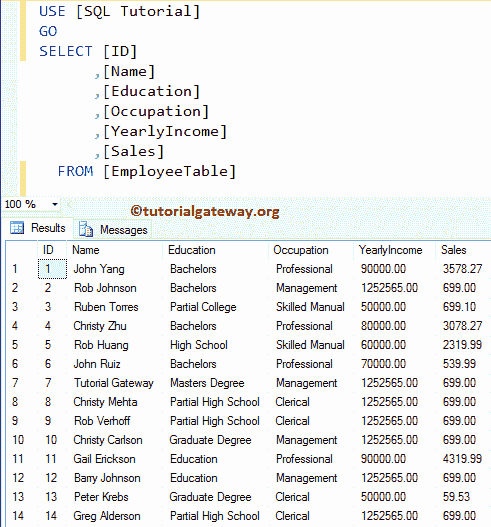 USE [SQL Tutorial]
GO
SELECT [ID]
,[Name]
,[Education]
,[Occupation]
,[YearlyIncome]
,[Sales]
FROM [EmployeeTable]
100 %
©tutorialgateway.org
Results Messages
ID Name Education Occupation YearlyIncome Sales
1 1 John Yang Bachelors Professional 90000.00 3578.27
2 2 Rob Johnson Bachelors Management 1252565.00 699.00
3 3 Ruben Torres Partial College Skilled Manual 50000.00 699.10
4 4 Christy Zhu Bachelors Professional 80000.00 3078.27
5 5 Rob Huang High School Skilled Manual 60000.00 2319.99
6 6 John Ruiz Bachelors Professional 70000.00 539.99
7 7 Tutorial Gateway Masters Degree Management 1252565.00 699.00
8 8 Christy Mehta Partial High School Clerical 1252565.00 699.00
9 9 Rob Verhoff Partial High School Clerical 1252565.00 699.00
10 10 Christy Carlson Graduate Degree Management 1252565.00 699.00
11 11 Gail Erickson Education Professional 90000.00 4319.99
12 12 Barry Johnson Education Management 1252565.00 699.00
13 13 Peter Krebs Graduate Degree Clerical 50000.00 59.53
14 14 Greg Alderson Partial High School Clerical 1252565.00 699.00